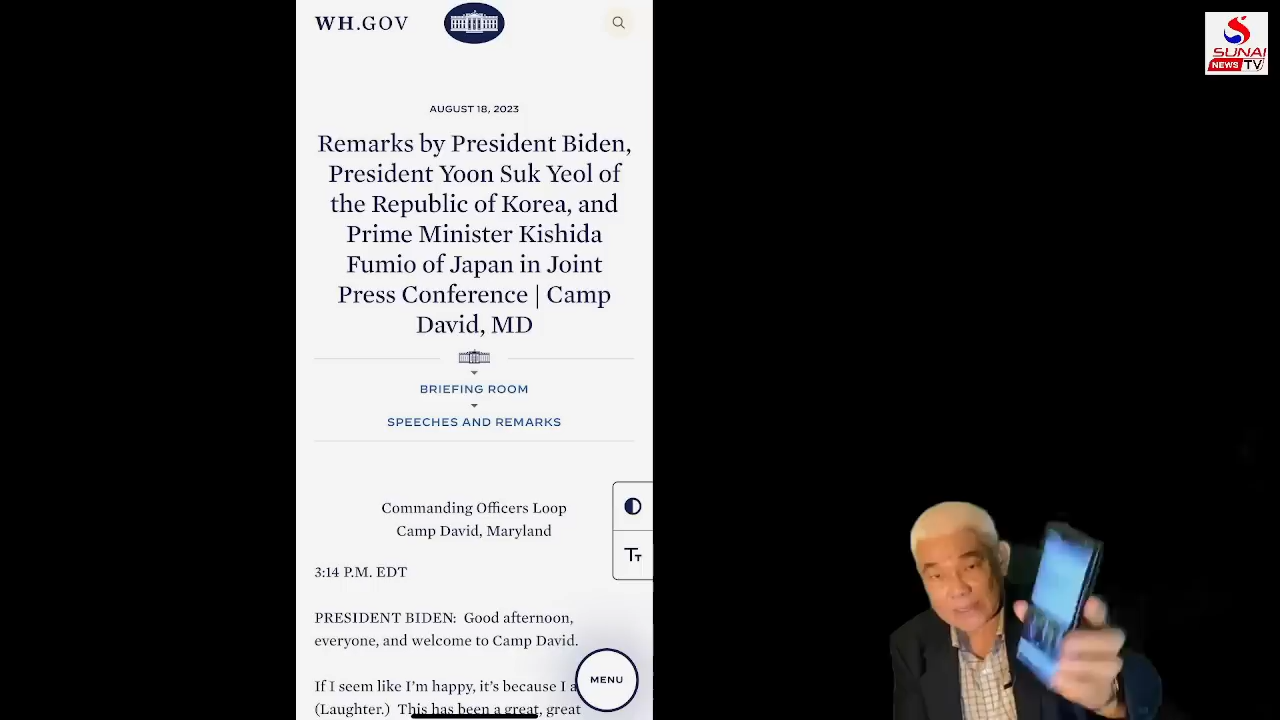 WH.GOV
SUNAI
NEWS TV
AUGUST 18, 2023
Remarks by President Biden,
President Yoon Suk Yeol of
the Republic of Korea, and
Prime Minister Kishida
Fumio of Japan in Joint
Press Conference | Camp
David, MD
BRIEFING ROOM
SPEECHES AND REMARKS
Commanding Officers Loop
Camp David, Maryland
Tт
3:14 P.M. EDT
PRESIDENT BIDEN:  Good afternoon,
everyone, and welcome to Camp David.
If I seem like I'm happy, it's because I
(Laughter.)  This has been a great, great
MENU